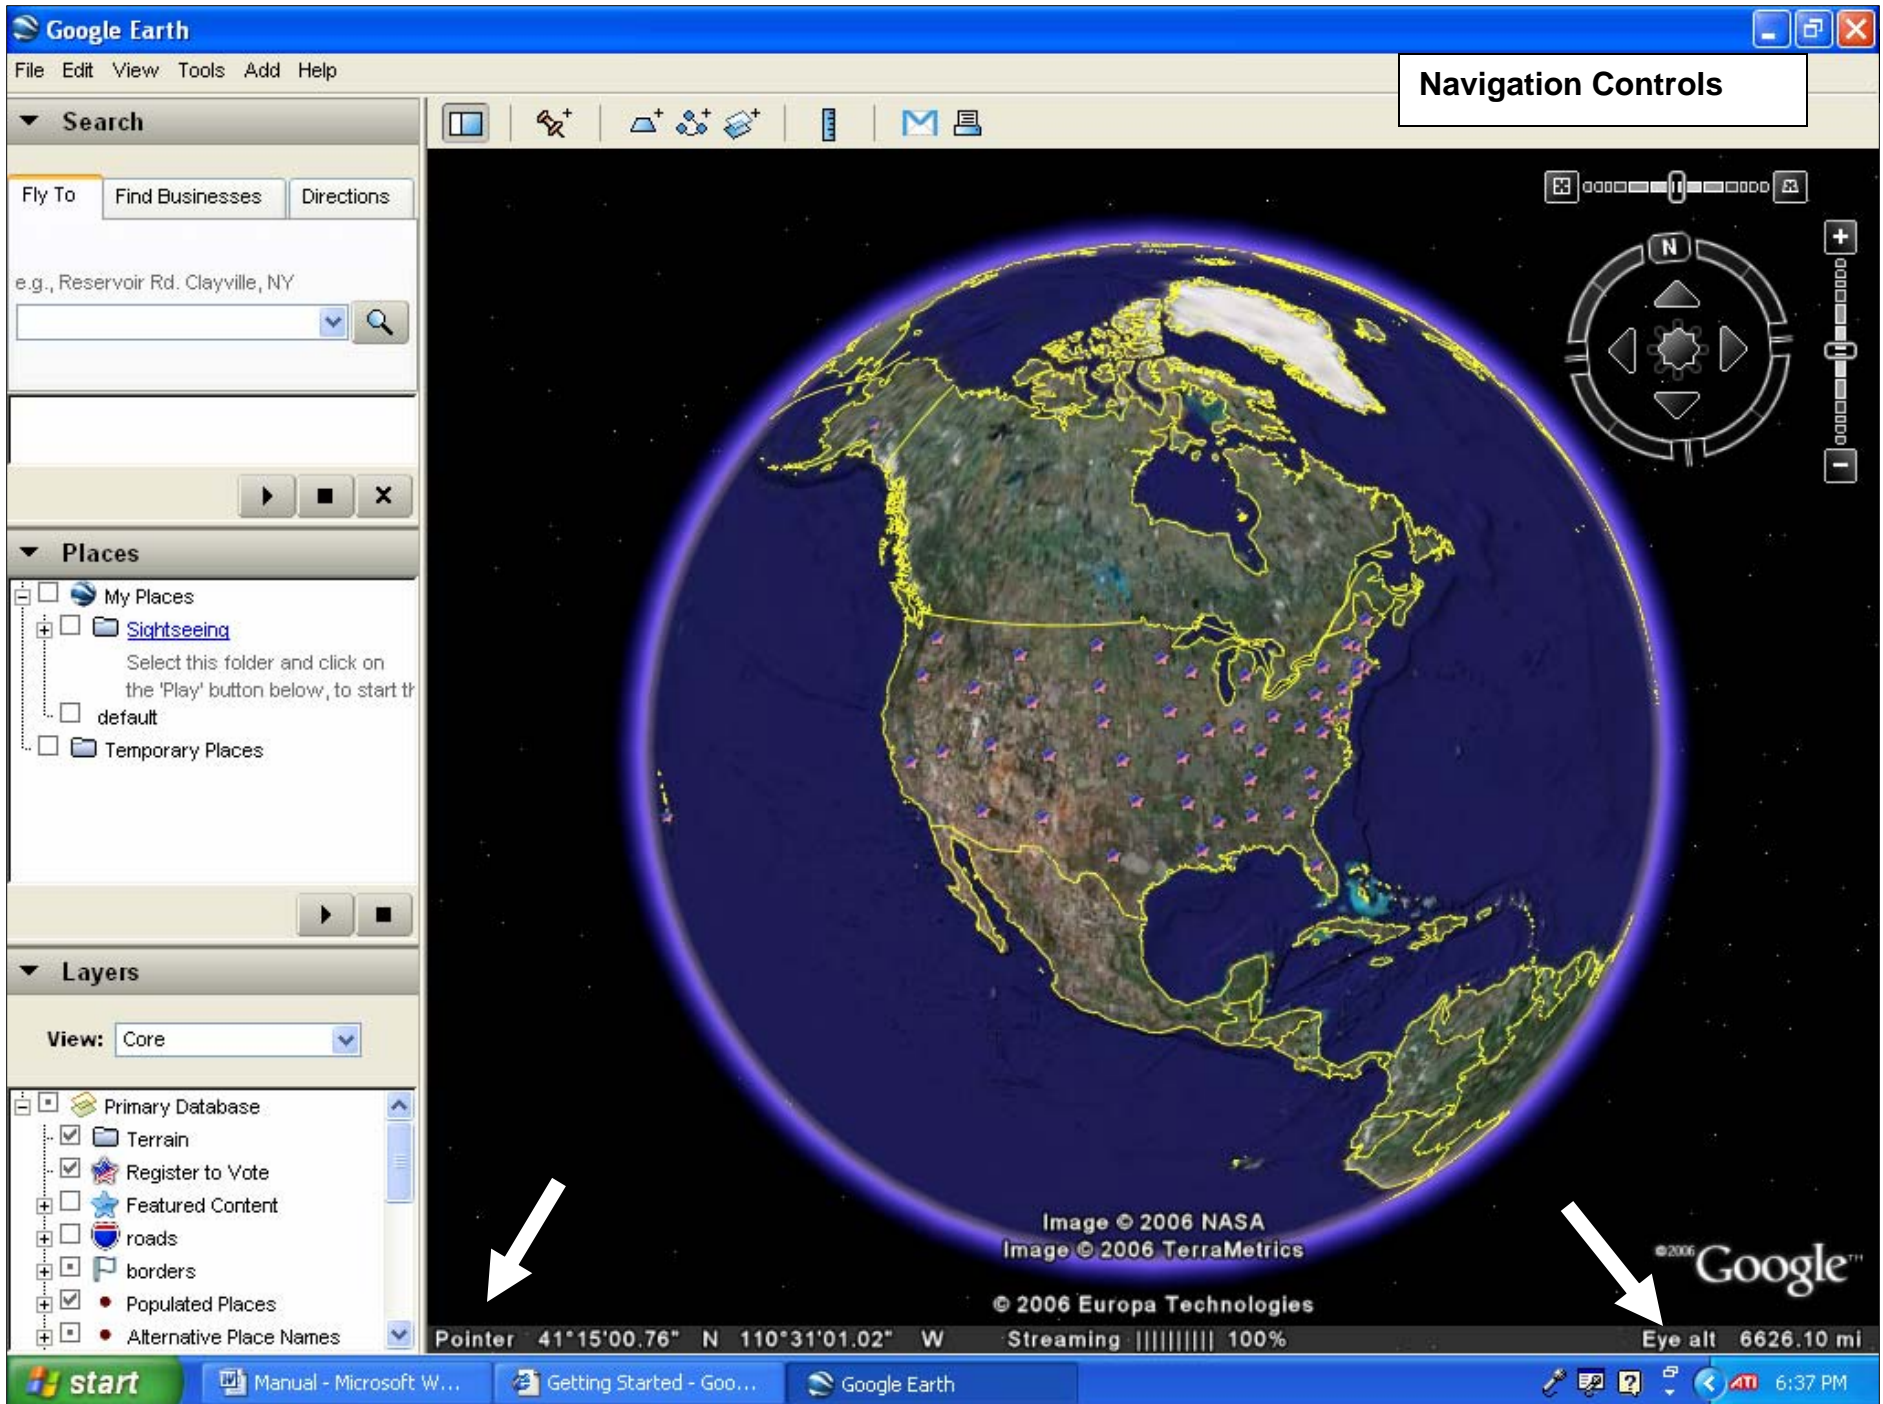 Google Earth
File Edit View Tools Add Help
Navigation Controls
Search
Fly To Find Businesses Directions
e.g., Reservoir Rd. Clayville, NY
N
Places
My Places
Sightseeing
Select this folder and click on
the 'Play' button below, to start th
default
Temporary Places
Layers
View: Core
Primary Database
Terrain
Register to Vote
Featured Content
roads
borders
Populated Places
Alternative Place Names
Image © 2006 NASA
Image © 2006 TerraMetrics
© 2006 Europa Technologies
©2006 Google™
Pointer 41°15'00.76" N 110°31'01.02" W Streaming |||||||||| 100% Eye alt 6626.10 mi
start Manual - Microsoft W... Getting Started - Goo... Google Earth ATI 6:37 PM